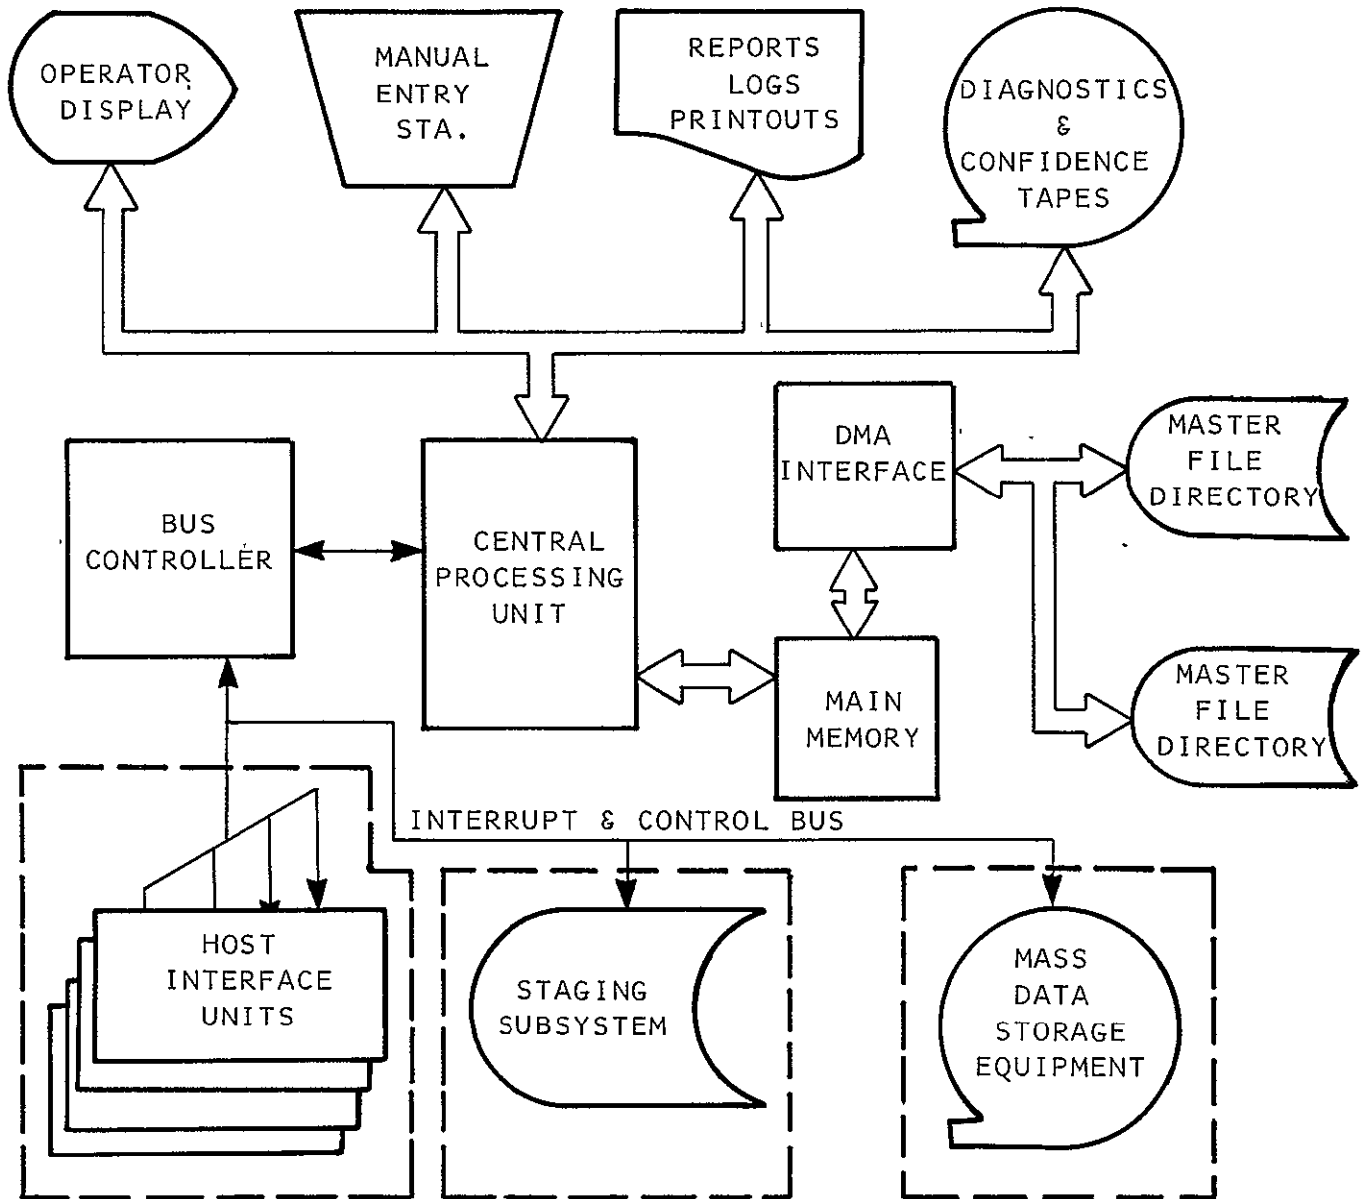 OPERATOR
DISPLAY
MANUAL
ENTRY
STA.
REPORTS
LOGS
PRINTOUTS
DIAGNOSTICS
&
CONFIDENCE
TAPES
BUS
CONTROLLER
CENTRAL
PROCESSING
UNIT
DMA
INTERFACE
MASTER
FILE
DIRECTORY
MAIN
MEMORY
MASTER
FILE
DIRECTORY
INTERRUPT & CONTROL BUS
HOST
INTERFACE
UNITS
STAGING
SUBSYSTEM
MASS
DATA
STORAGE
EQUIPMENT